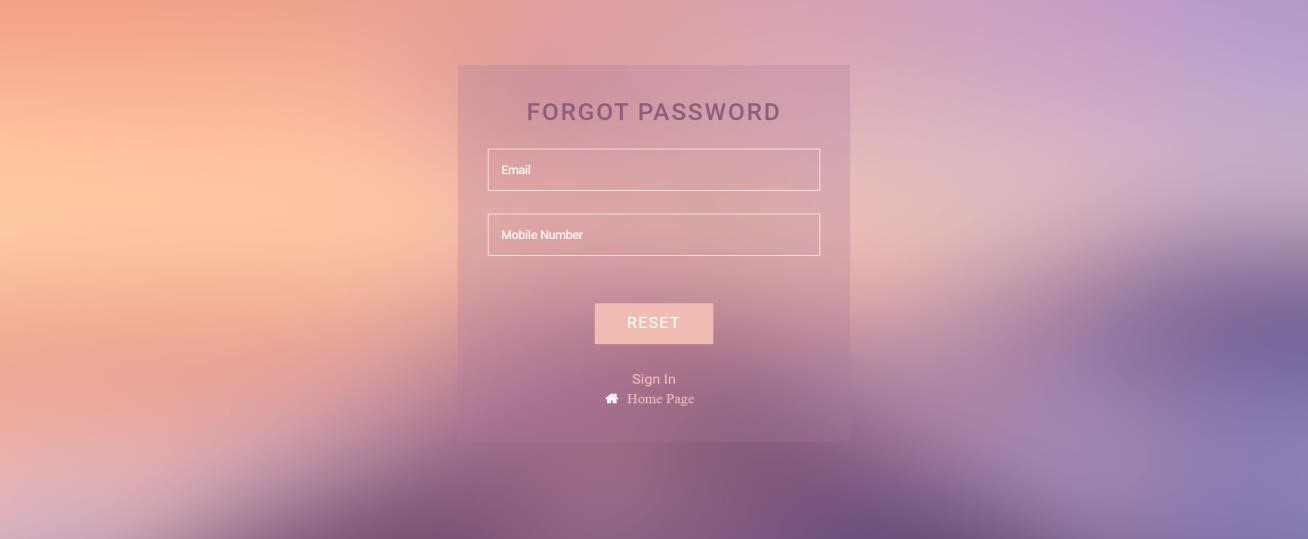 FORGOT PASSWORD
Email
Mobile Number
RESET
Sign In
Home Page